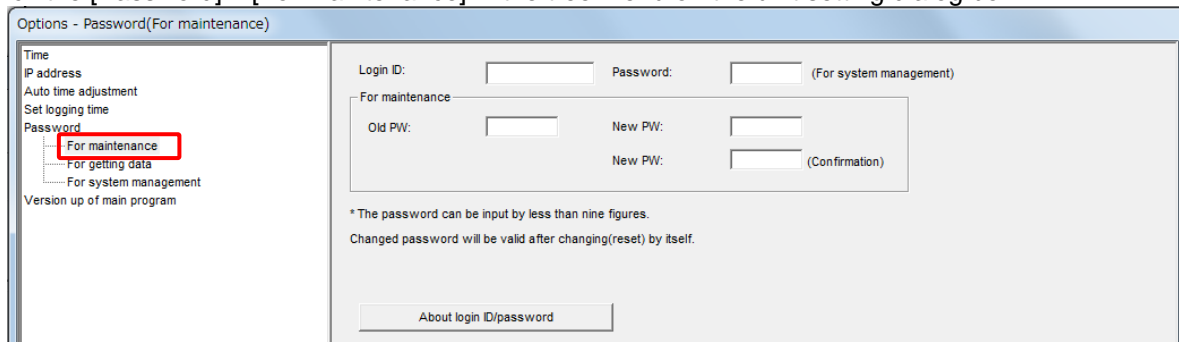 Options - Password(For maintenance)
Time
IP address
Auto time adjustment
Set logging time
Password
For maintenance
For getting data
For system management
Version up of main program
Login ID: Password: (For system management)
For maintenance
Old PW: New PW:
New PW: (Confirmation)
* The password can be input by less than nine figures.
Changed password will be valid after changing(reset) by itself.
About login ID/password